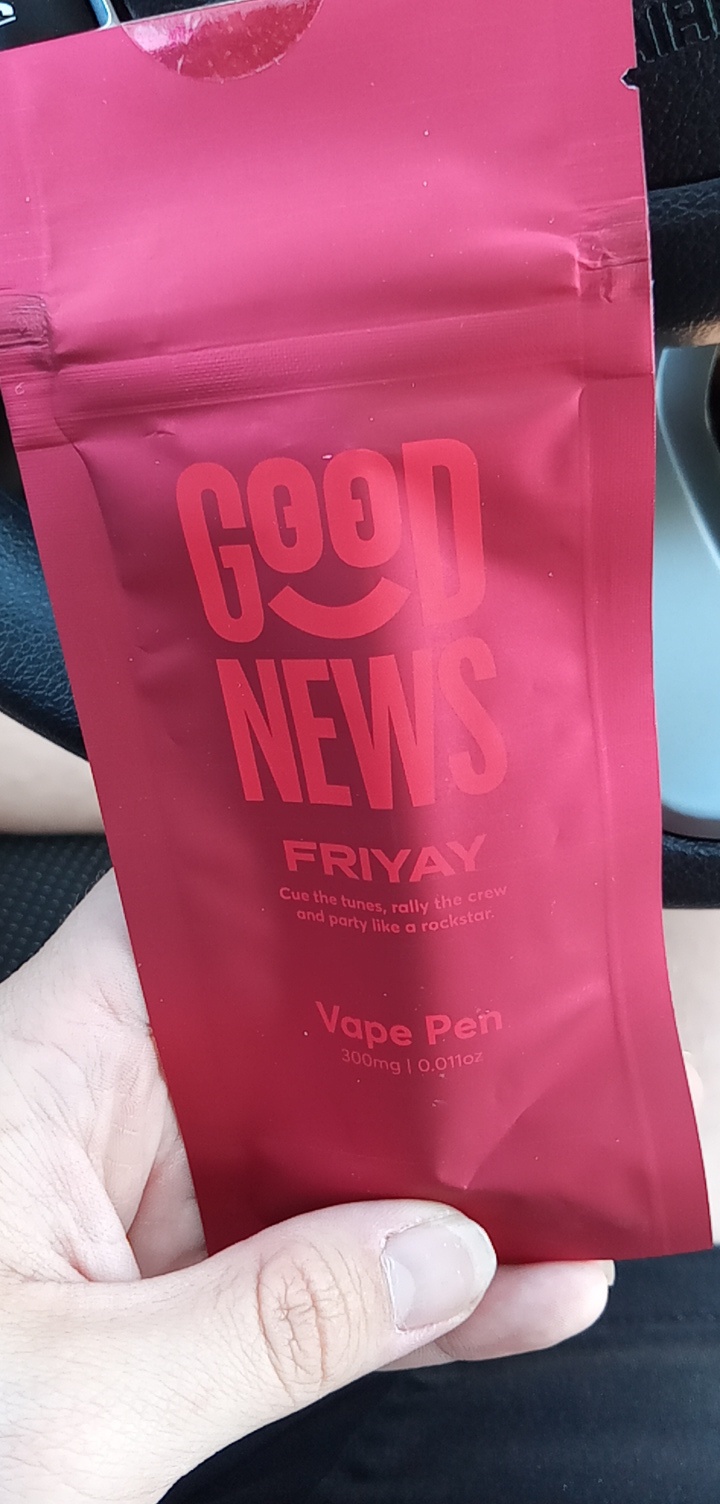 GOOD
NEWS
FRIYAY
Cue the tunes, rally the crew
and party like a rockstar.
Vape Pen
300mg | 0.011oz